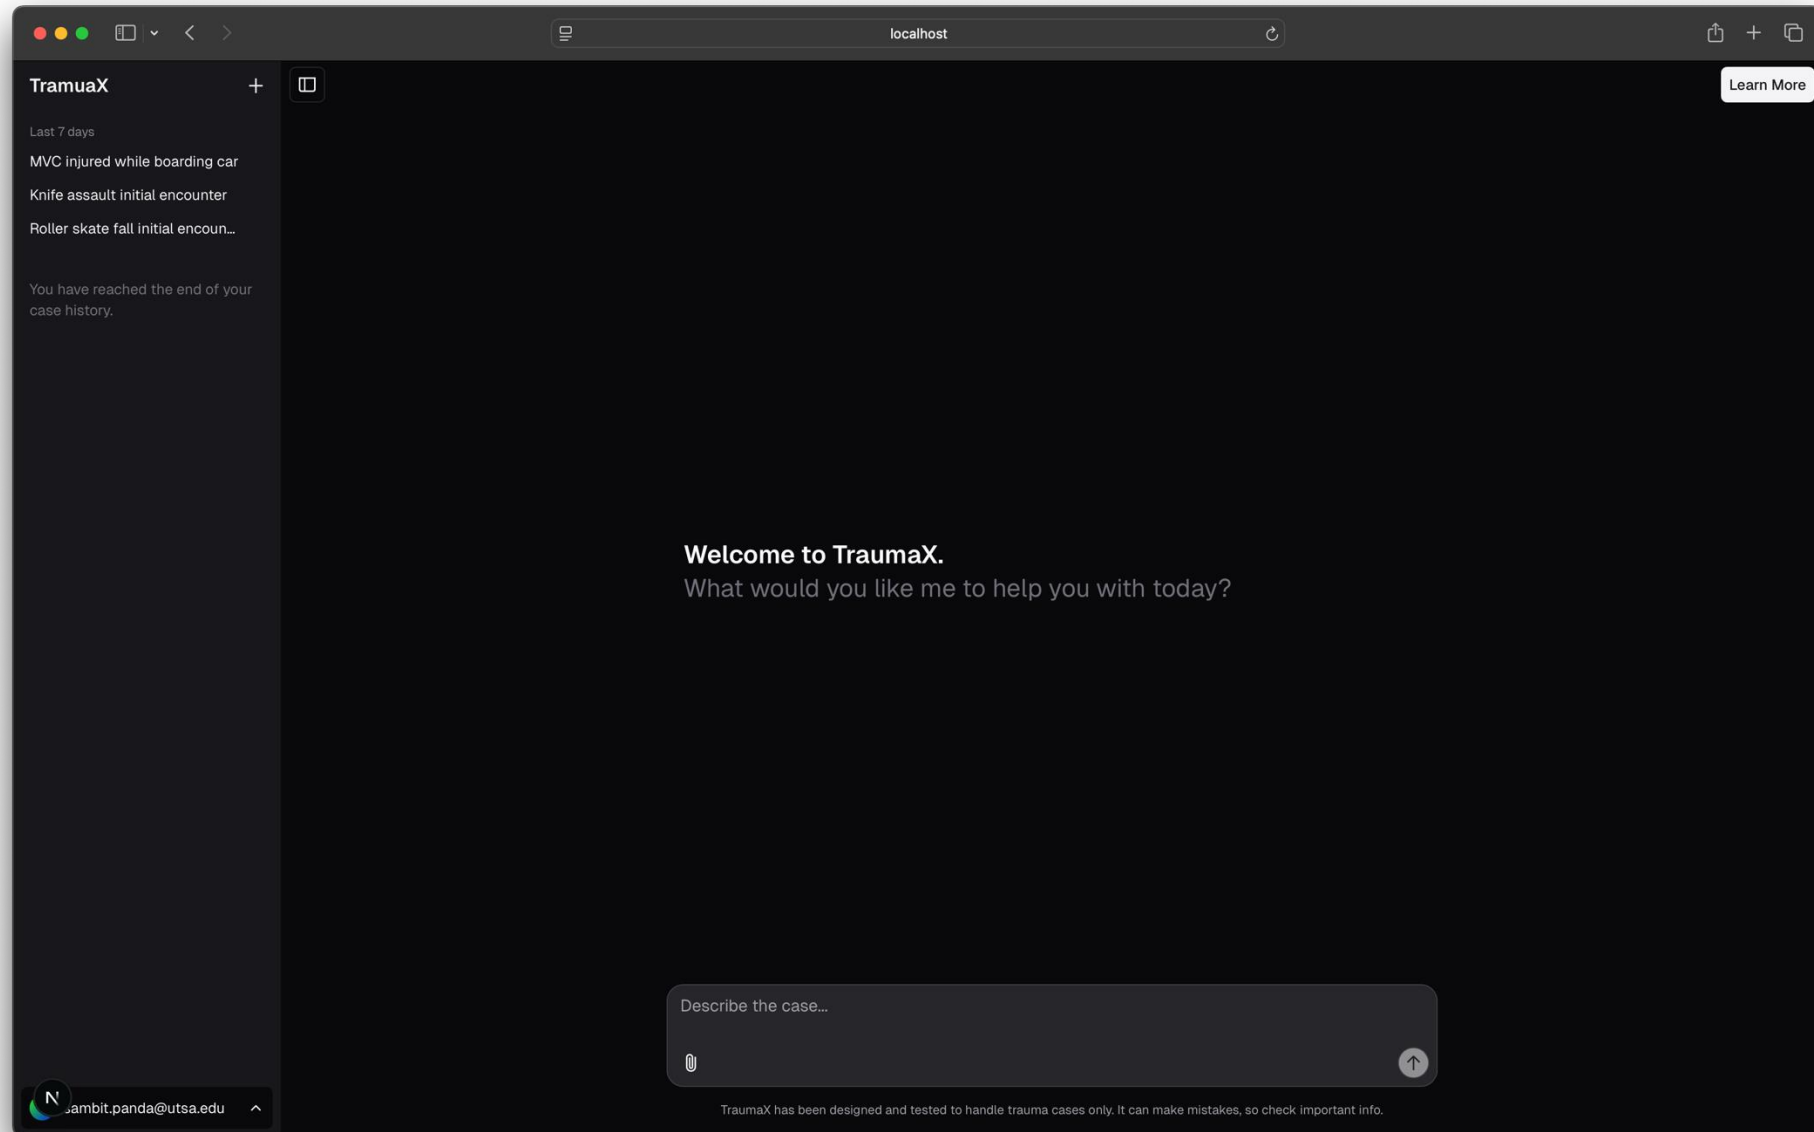 localhost
TramuaX
Learn More
Last 7 days
MVC injured while boarding car
Knife assault initial encounter
Roller skate fall initial encoun…
You have reached the end of your
case history.
Welcome to TraumaX.
What would you like me to help you with today?
Describe the case...
N
ambit.panda@utsa.edu
TraumaX has been designed and tested to handle trauma cases only. It can make mistakes, so check important info.